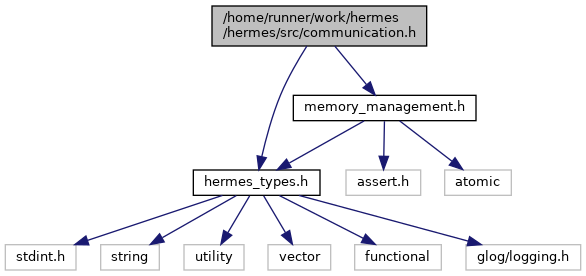 /home/runner/work/hermes
/hermes/src/communication.h
memory_management.h
hermes_types.h
assert.h
atomic
stdint.h
string
utility
vector
functional
glog/logging.h